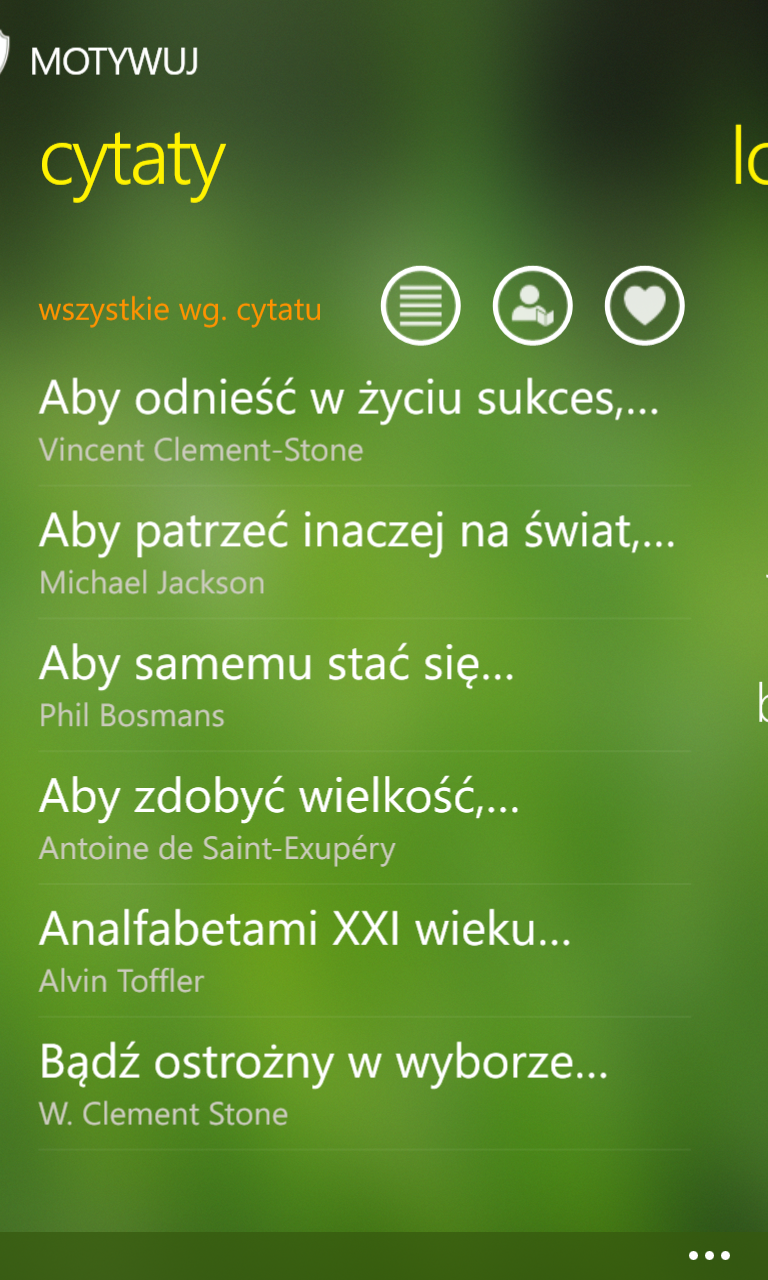 MOTYWUJ
cytaty
lo
wszystkie wg. cytatu
Aby odnieść w życiu sukces,...
Vincent Clement-Stone
Aby patrzeć inaczej na świat,...
Michael Jackson
Aby samemu stać się...
Phil Bosmans
b
Aby zdobyć wielkość,...
Antoine de Saint-Exupéry
Analfabetami XXI wieku...
Alvin Toffler
Bądź ostrożny w wyborze...
W. Clement Stone